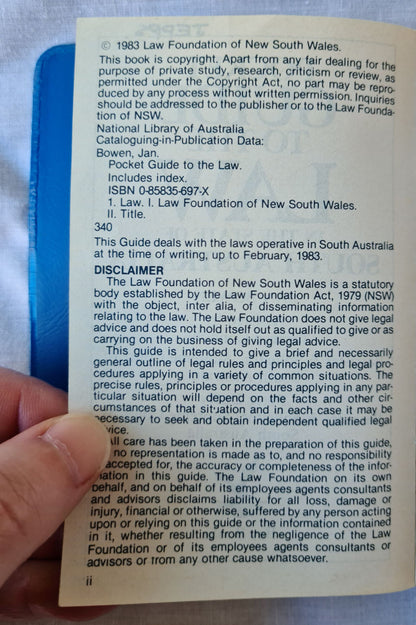 © 1983 Law Foundation of New South Wales.
This book is copyright. Apart from any fair dealing for the
purpose of private study, research, criticism or review, as
permitted under the Copyright Act, no part may be repro-
duced by any process without written permission. Inquiries
should be addressed to the publisher or to the Law Founda-
tion of NSW.
National Library of Australia
Cataloguing-in-Publication Data:
Bowen, Jan.
Pocket Guide to the Law.
Includes index.
ISBN 0-85835-697-X
1. Law. I. Law Foundation of New South Wales.
II. Title.
340
This Guide deals with the laws operative in South Australia
at the time of writing, up to February, 1983.
DISCLAIMER
The Law Foundation of New South Wales is a statutory
body established by the Law Foundation Act, 1979 (NSW)
with the object, inter alia, of disseminating information
relating to the law. The Law Foundation does not give legal
advice and does not hold itself out as qualified to give or as
carrying on the business of giving legal advice.
This guide is intended to give a brief and necessarily
general outline of legal rules and principles and legal pro-
cedures applying in a variety of common situations. The
precise rules, principles or procedures applying in any par-
ticular situation will depend on the facts and other cir-
cumstances of that situation and in each case it may be
necessary to seek and obtain independent qualified legal
vice.
All care has been taken in the preparation of this guide,
no representation is made as to, and no responsibility
accepted for, the accuracy or completeness of the infor-
mation in this guide. The Law Foundation on its own
behalf, and on behalf of its employees agents consultants
and advisors disclaims liability for all loss, damage or
injury, financial or otherwise, suffered by any person acting
upon or relying on this guide or the information contained
in it, whether resulting from the negligence of the Law
Foundation or of its employees agents consultants or
advisors or from any other cause whatsoever.
ii